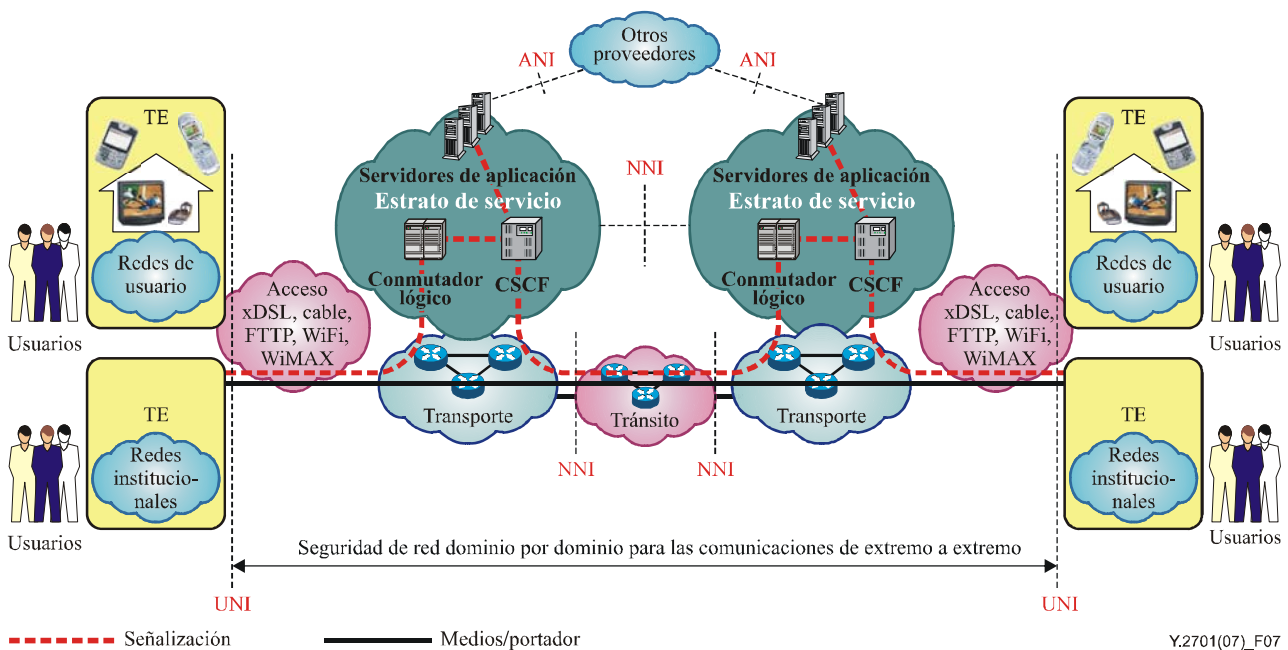 Otros
proveedores
ANI
ANI
TE
TE
NNI
Servidores de aplicación
Estrato de servicio
Servidores de aplicación
Estrato de servicio
Redes de
usuario
Redes de
usuario
Conmutador
lógico
CSCF
Conmutador
lógico
CSCF
Acceso
xDSL, cable,
FTTP, WiFi,
WiMAX
Acceso
xDSL, cable,
FTTP, WiFi,
WiMAX
Usuarios
Usuarios
Transporte
Tránsito
Transporte
TE
TE
Redes
institucio-
nales
Redes
institucio-
nales
NNI
NNI
Usuarios
Usuarios
Seguridad de red dominio por dominio para las comunicaciones de extremo a extremo
UNI
UNI
Señalización
Medios/portador
Y.2701(07)_F07